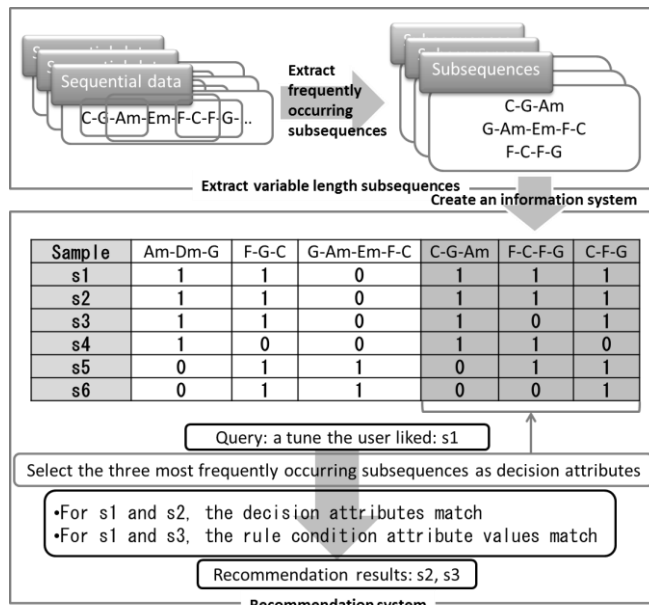 Sequential data
C-G-Am-Em-F-C-F-G-..
Extract
frequently
occurring
subsequences
Subsequences
C-G-Am
G-Am-Em-F-C
F-C-F-G
Extract variable length subsequences
Create an information system
Sample Am-Dm-G F-G-C G-Am-Em-F-C C-G-Am F-C-F-G C-F-G
s1 1 1 0 1 1 1
s2 1 1 0 1 1 1
s3 1 1 0 1 0 1
s4 1 0 0 1 1 0
s5 0 1 1 0 1 1
s6 0 1 1 0 0 1
Query: a tune the user liked: s1
Select the three most frequently occurring subsequences as decision attributes
•For s1 and s2, the decision attributes match
•For s1 and s3, the rule condition attribute values match
Recommendation results: s2, s3
Recommendation system